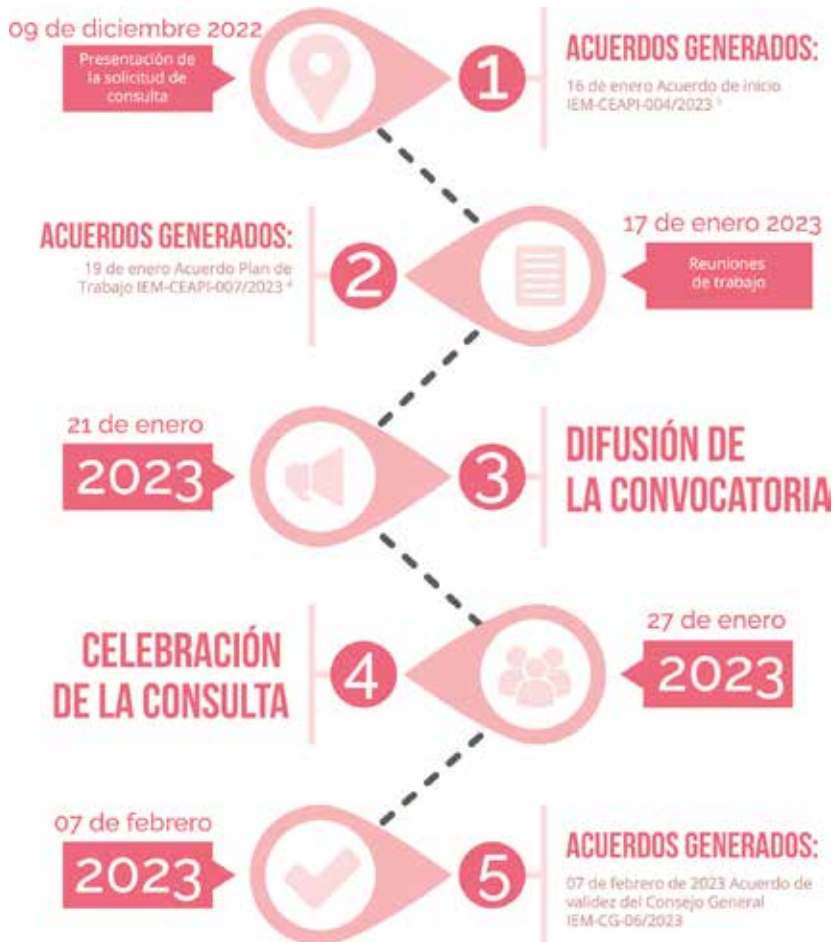 09 de diciembre 2022
Presentación de
la solicitud de
consulta
1
ACUERDOS GENERADOS:
16 de enero Acuerdo de inicio
IEM-CEAPI-004/2023
ACUERDOS GENERADOS:
19 de enero Acuerdo Plan de
Trabajo IEM-CEAPI-007/2023
2
17 de enero 2023
Reuniones
de trabajo
21 de enero
2023
3
DIFUSIÓN DE
LA CONVOCATORIA
CELEBRACIÓN
DE LA CONSULTA
4
27 de enero
2023
07 de febrero
2023
5
ACUERDOS GENERADOS:
07 de febrero de 2023 Acuerdo de
validez del Consejo General
IEM-CG-06/2023